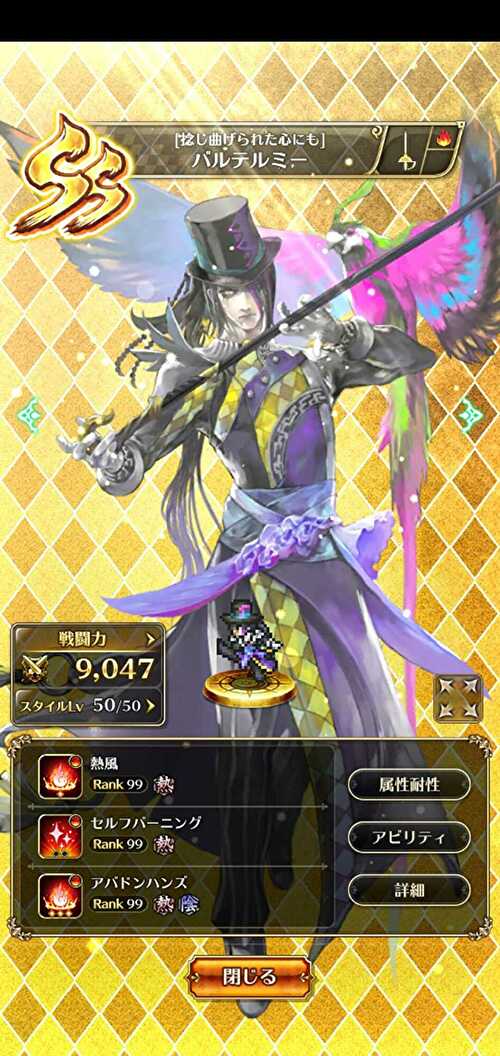 SS
[捻じ曲げられた心にも]
バルテルミー
戦闘力
9,047
スタイルLv 50/50
熱風
Rank 99 熱
セルフバーニング
Rank 99 熱
アバドンハンズ
Rank 99 熱 陰
属性耐性
アビリティ
詳細
閉じる